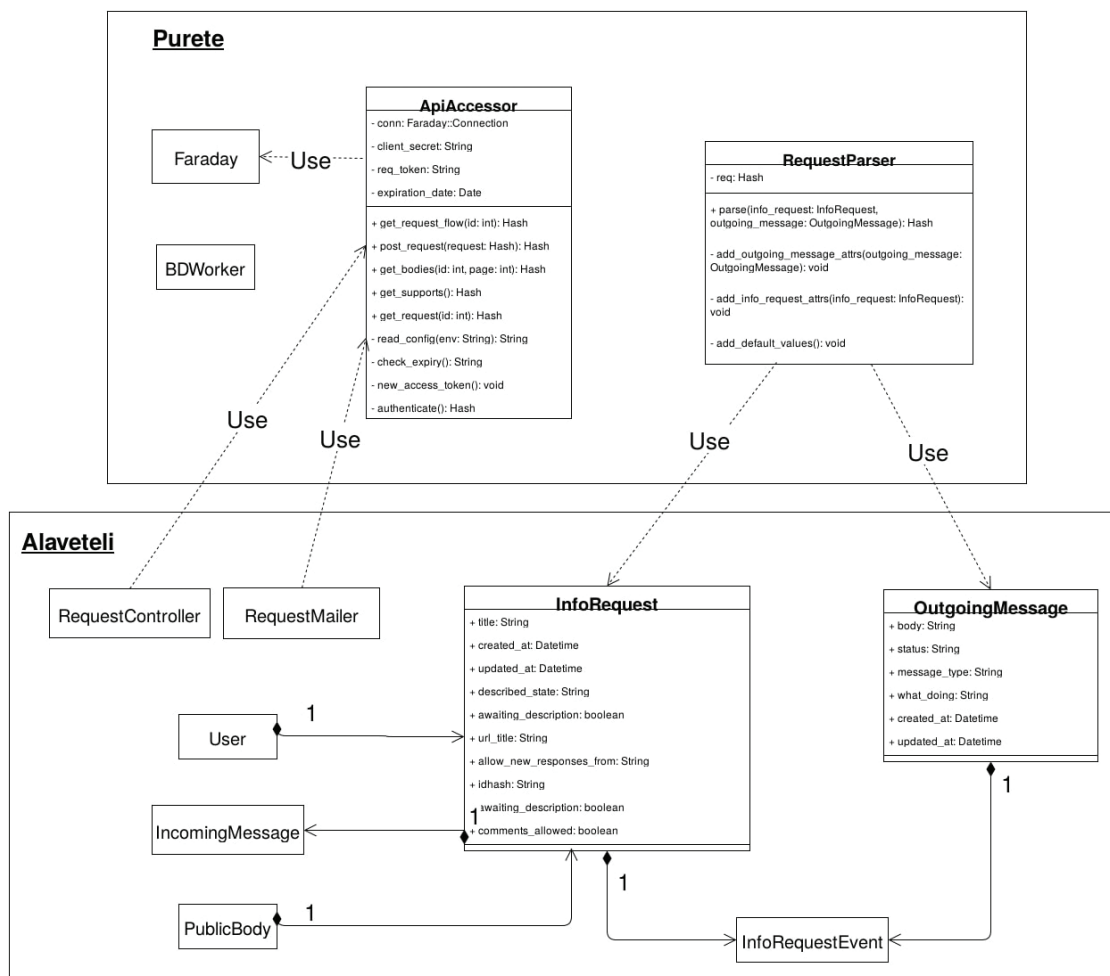 Purete
ApiAccessor
- conn: Faraday::Connection
- client_secret: String
- req_token: String
- expiration_date: Date
+ get_request_flow(id: int): Hash
+ post_request(request: Hash): Hash
+ get_bodies(id: int, page: int): Hash
+ get_supports(): Hash
+ get_request(id: int): Hash
- read_config(env: String): String
- check_expiry(): String
- new_access_token(): void
- authenticate(): Hash
Faraday
Use
BDWorker
RequestParser
- req: Hash
+ parse(info_request: InfoRequest,
outgoing_message: OutgoingMessage): Hash
- add_outgoing_message_attrs(outgoing_message:
OutgoingMessage): void
- add_info_request_attrs(info_request: InfoRequest):
void
- add_default_values(): void
Use
Use
Use
Use
Alaveteli
RequestController
RequestMailer
InfoRequest
+ title: String
+ created_at: Datetime
+ updated_at: Datetime
+ described_state: String
+ awaiting_description: boolean
+ url_title: String
+ allow_new_responses_from: String
+ idhash: String
awaiting_description: boolean
+ comments_allowed: boolean
OutgoingMessage
+ body: String
+ status: String
+ message_type: String
+ what_doing: String
+ created_at: Datetime
+ updated_at: Datetime
User
1
IncomingMessage
1
PublicBody
1
1
1
InfoRequestEvent